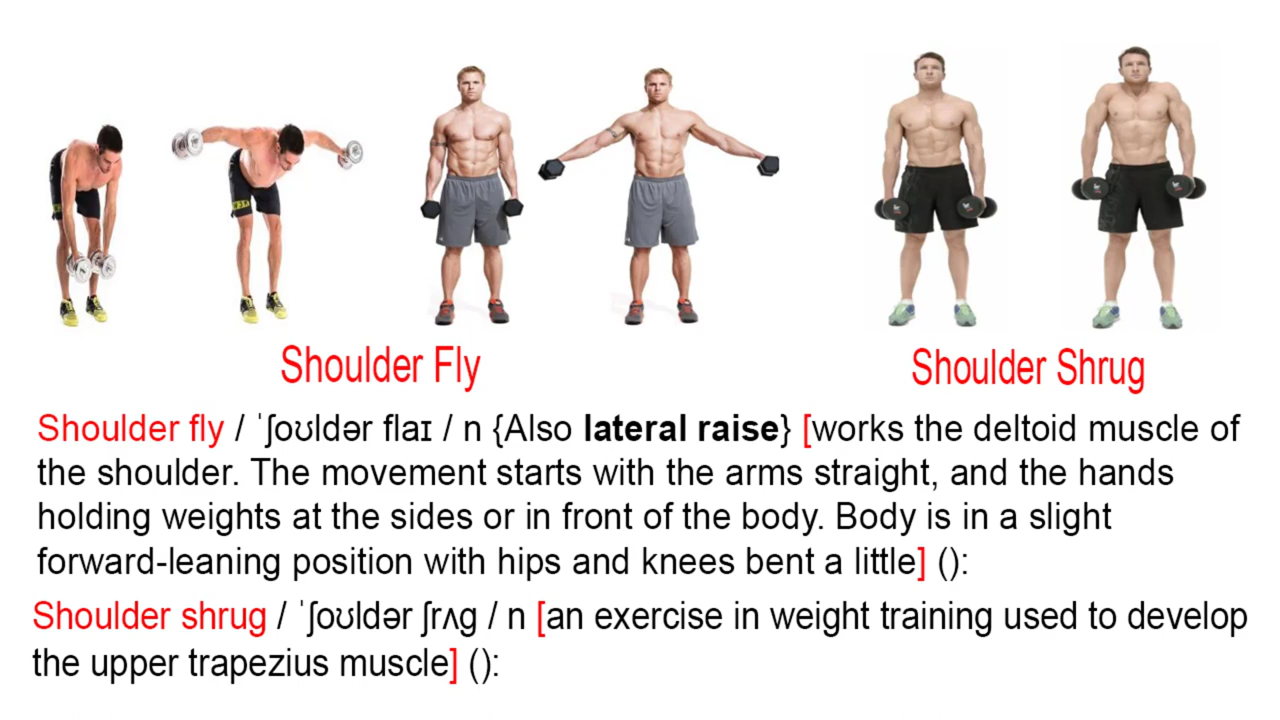 Shoulder Fly
Shoulder Shrug
Shoulder fly / ˈʃoʊldər flaɪ / n {Also lateral raise} [works the deltoid muscle of
the shoulder. The movement starts with the arms straight, and the hands
holding weights at the sides or in front of the body. Body is in a slight
forward-leaning position with hips and knees bent a little] ():
Shoulder shrug / ˈʃoʊldər ʃrʌg / n [an exercise in weight training used to develop
the upper trapezius muscle] ():